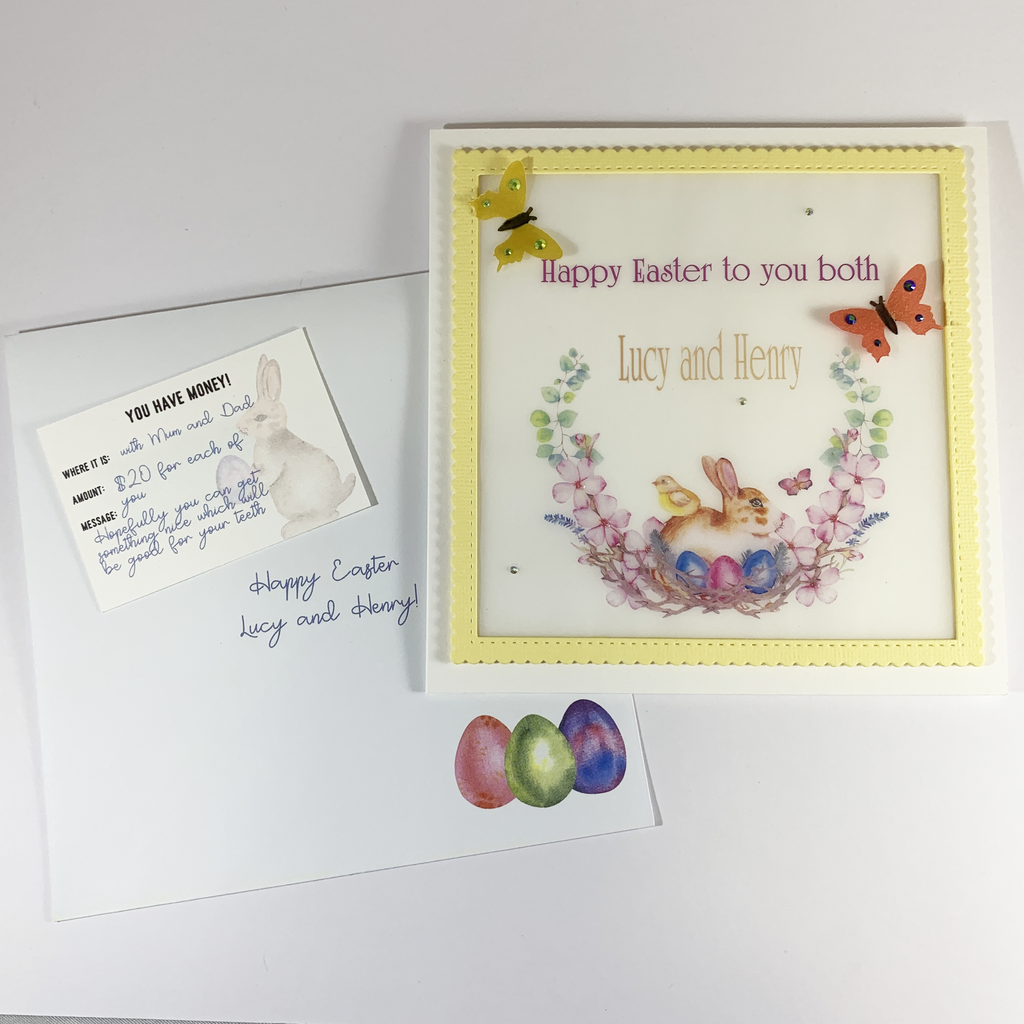 Happy Easter to you both
Lucy and Henry
YOU HAVE MONEY!
WHERE IT IS: with Mum and Dad
AMOUNT: $20 for each of
you
MESSAGE:
Hopefully you can get
something nice which will
be good for your teeth
Happy Easter
Lucy and Henry!